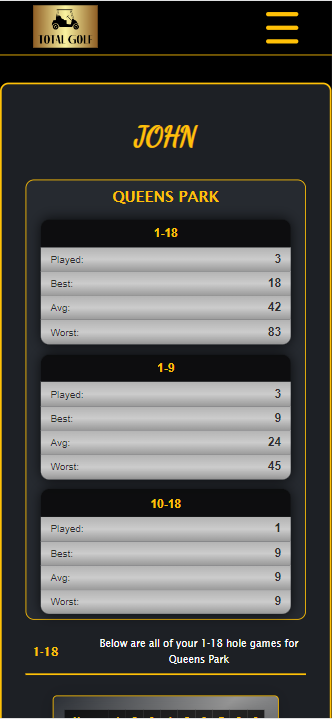 TOTAL GOLF
JOHN
QUEENS PARK
1-18
Played: 3
Best: 18
Avg: 42
Worst: 83
1-9
Played: 3
Best: 9
Avg: 24
Worst: 45
10-18
Played: 1
Best: 9
Avg: 9
Worst: 9
1-18
Below are all of your 1-18 hole games for
Queens Park